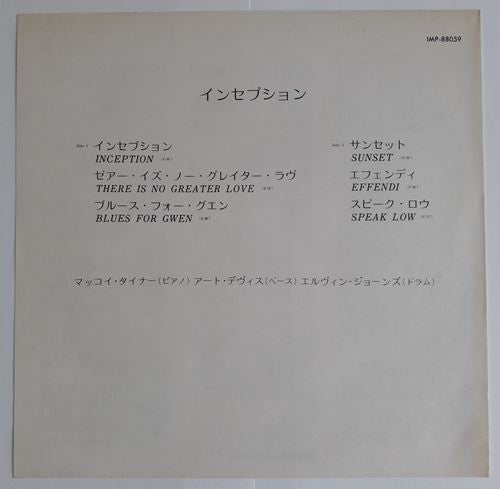 IMP-88059
インセプション
Side 1 インセプション
INCEPTION
ゼアー・イズ・ノー・グレイター・ラヴ
THERE IS NO GREATER LOVE
ブルース・フォー・グエン
BLUES FOR GWEN
Side 2 サンセット
SUNSET
エフェンディ
EFFENDI
スピーク・ロウ
SPEAK LOW
マッコイ・タイナー(ピアノ) アート・デヴィス(ベース) エルヴィン・ジョーンズ(ドラム)